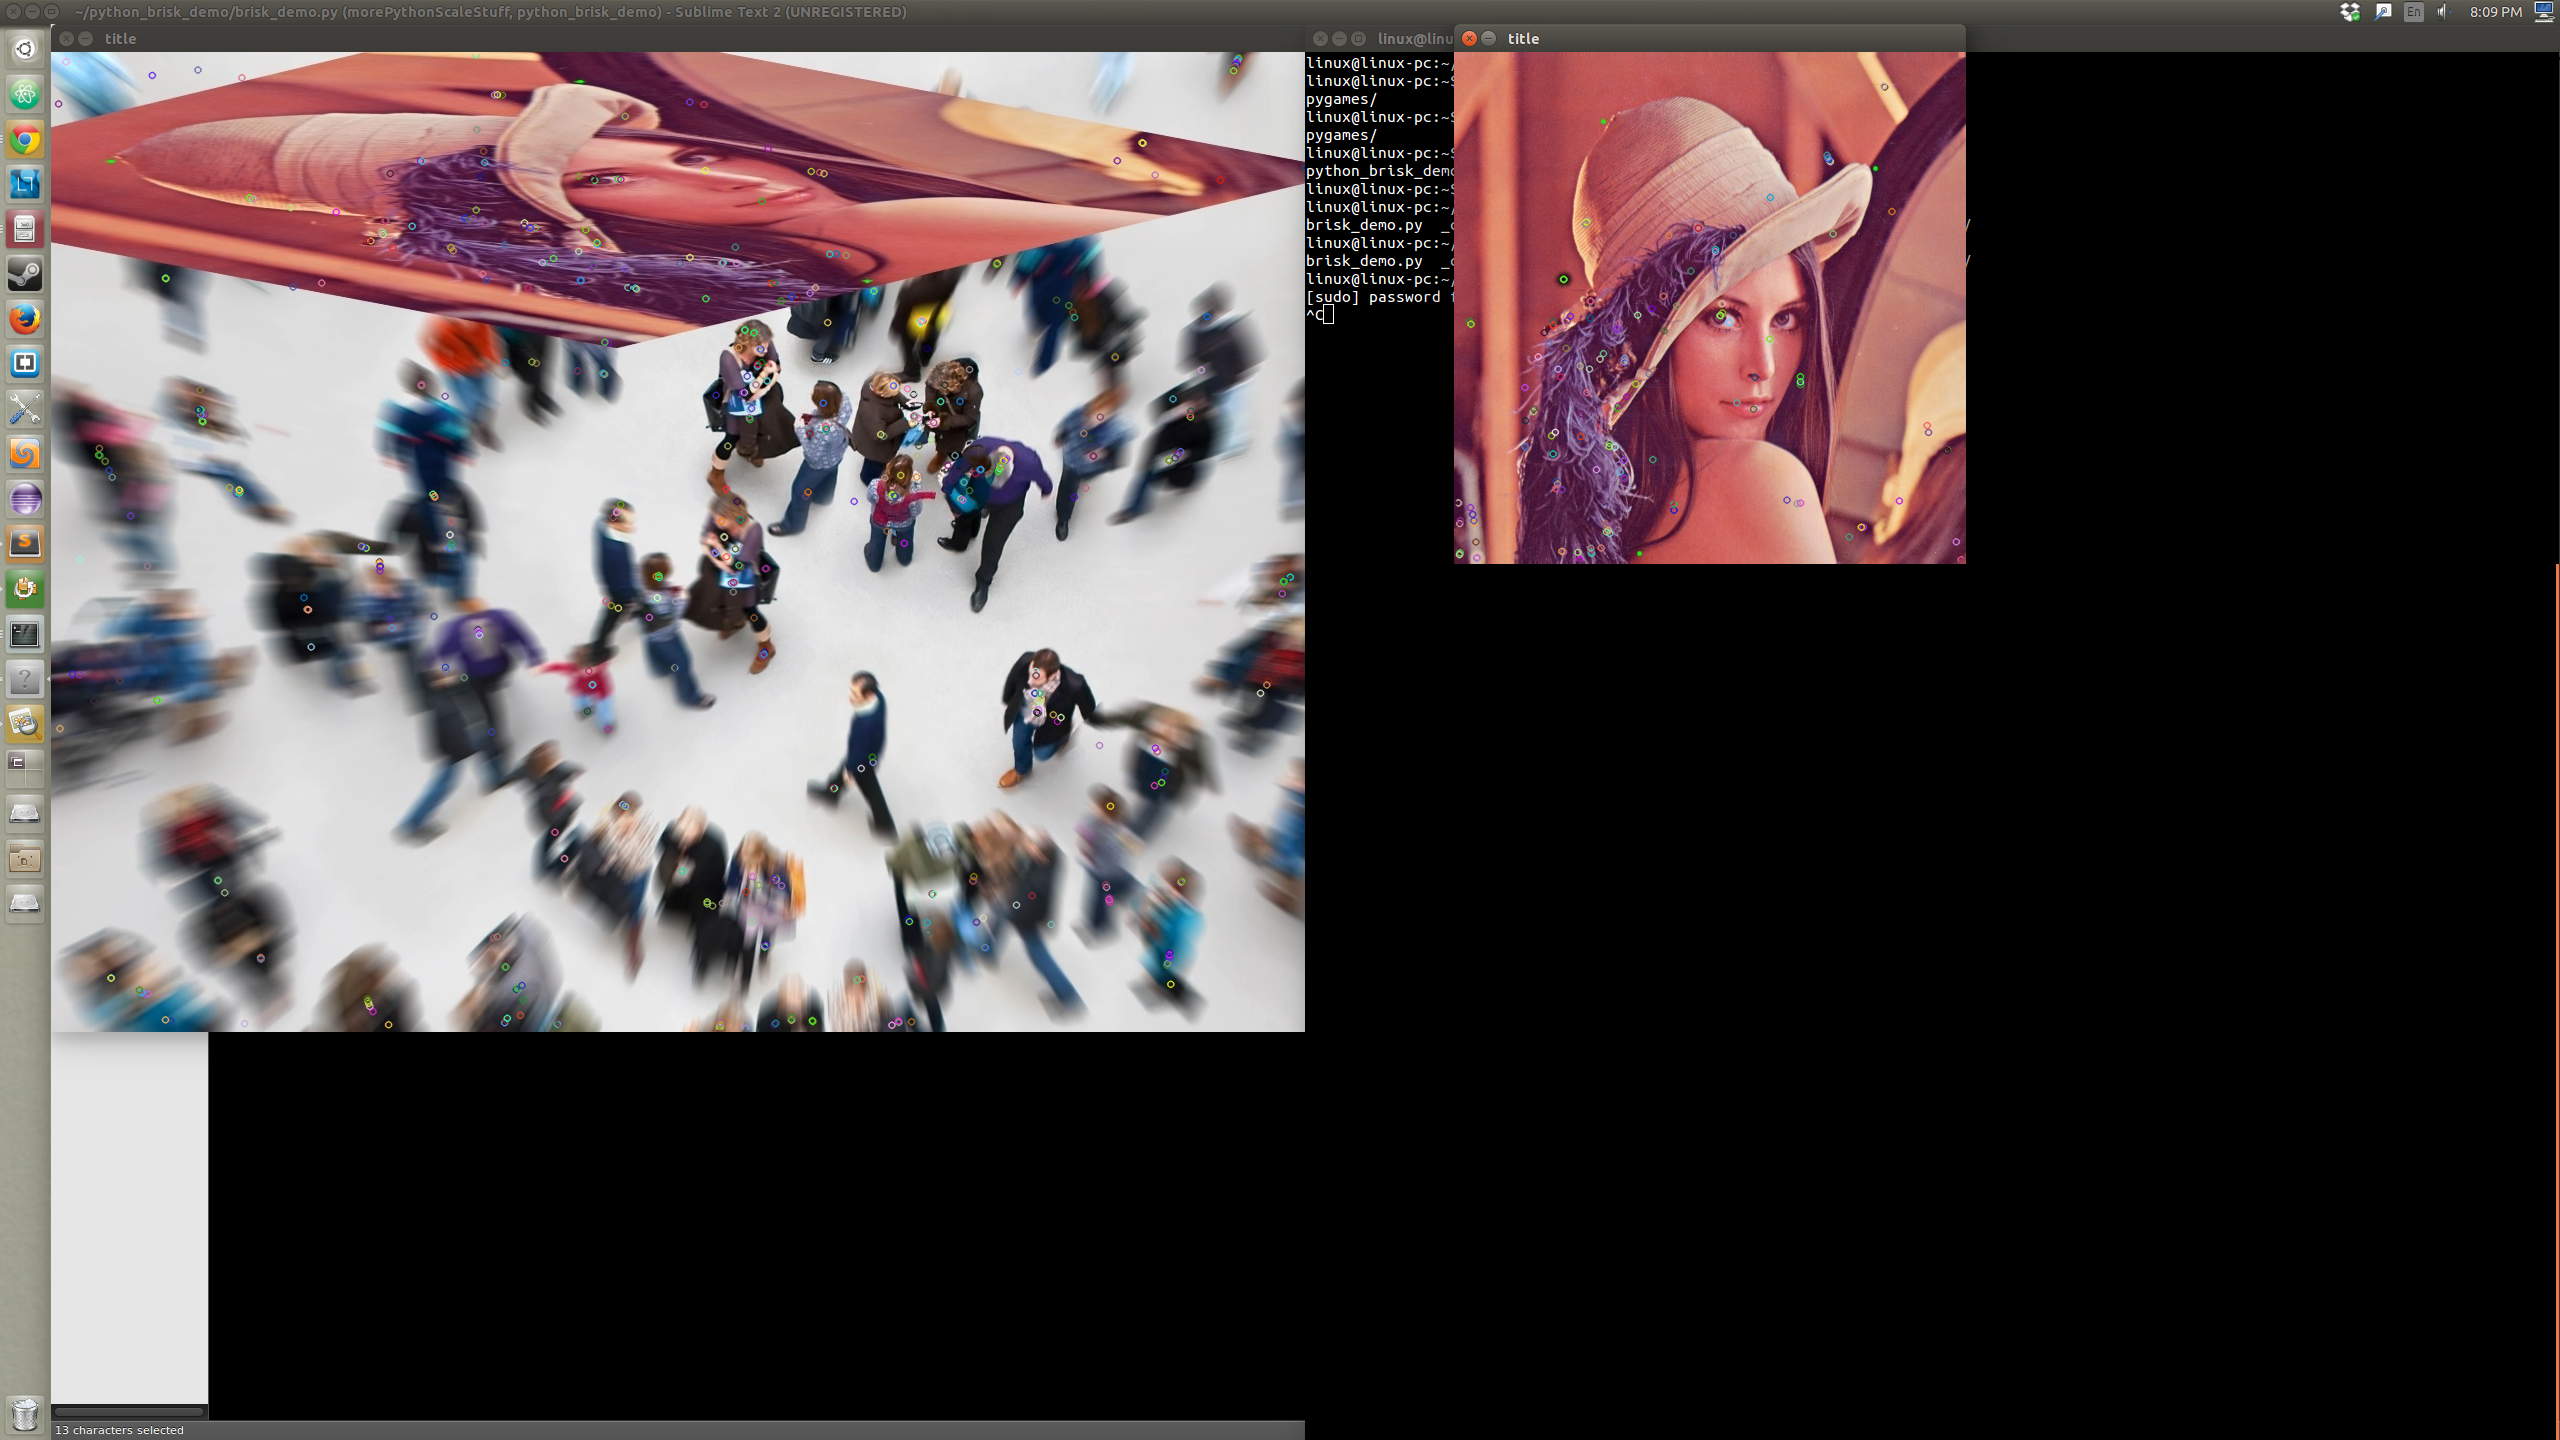 ~/python_brisk_demo/brisk_demo.py (morePythonScaleStuff, python_brisk_demo) - Sublime Text 2 (UNREGISTERED)
En
8:09 PM
title
linux@linu
title
linux@linux-pc:~/
linux@linux-pc:~$
pygames/
linux@linux-pc:~$
pygames/
linux@linux-pc:~$
python_brisk_demo
linux@linux-pc:~$
linux@linux-pc:~/
brisk_demo.py
/
linux@linux-pc:~/
brisk_demo.py
/
linux@linux-pc:~/
[sudo] password f
^C
13 characters selected